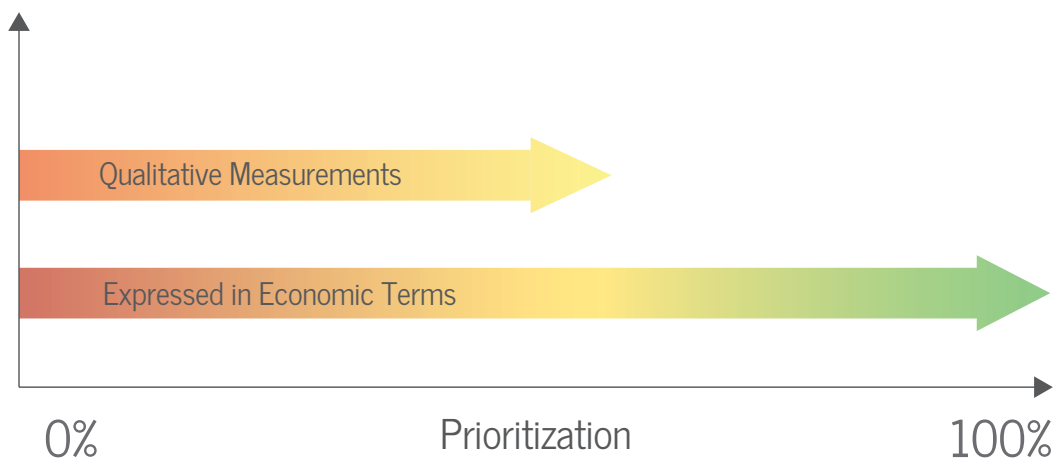 Qualitative Measurements
Expressed in Economic Terms
0% Prioritization 100%